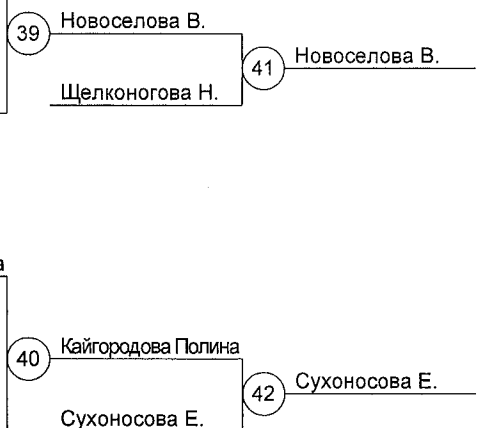 39 Новоселова В.
41 Новоселова В.
Щелконогова Н.
а
40 Кайгородова Полина
42 Сухоносова Е.
Сухоносова Е.